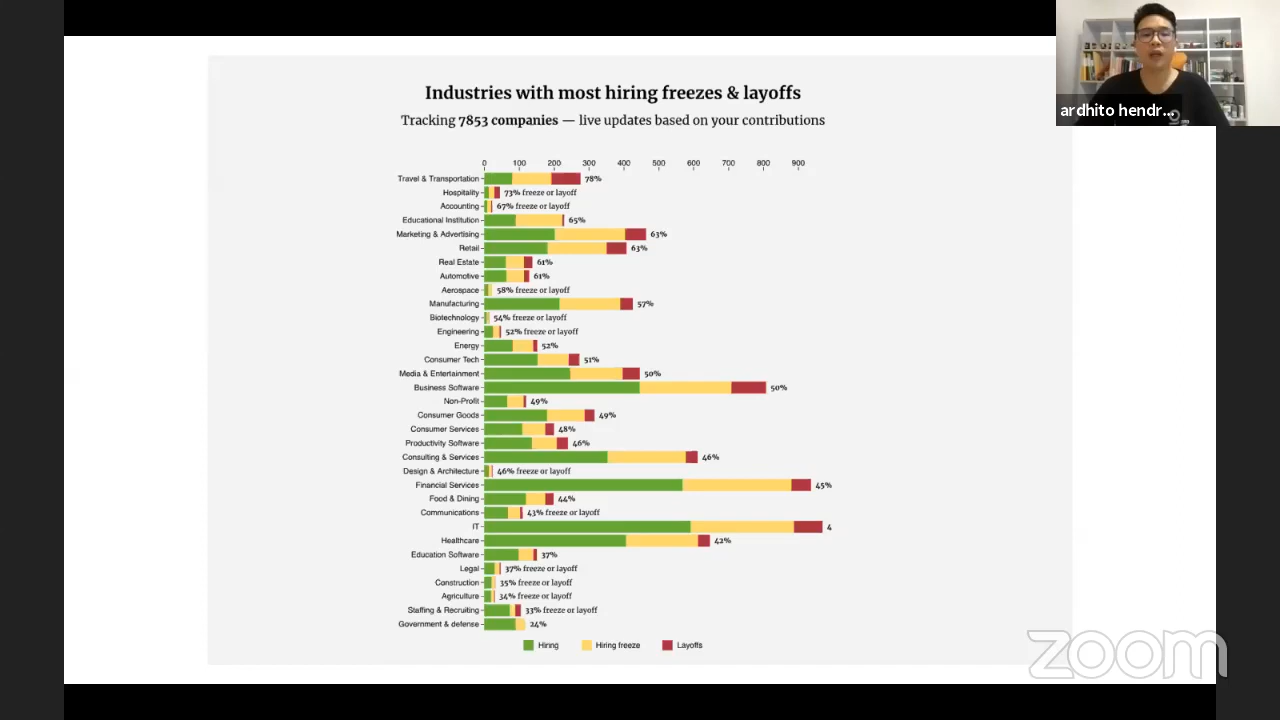 ardhito hendr...
Industries with most hiring freezes & layoffs
Tracking 7853 companies — live updates based on your contributions
0 100 200 300 400 500 600 700 800 900
Travel & Transportation 78%
Hospitality 73% freeze or layoff
Accounting 67% freeze or layoff
Educational Institution 65%
Marketing & Advertising 63%
Retail 63%
Real Estate 61%
Automotive 61%
Aerospace 58% freeze or layoff
Manufacturing 57%
Biotechnology 54% freeze or layoff
Engineering 52% freeze or layoff
Energy 52%
Consumer Tech 51%
Media & Entertainment 50%
Business Software 50%
Non-Profit 49%
Consumer Goods 49%
Consumer Services 48%
Productivity Software 46%
Consulting & Services 46%
Design & Architecture 46% freeze or layoff
Financial Services 45%
Food & Dining 44%
Communications 43% freeze or layoff
IT 4
Healthcare 42%
Education Software 37%
Legal 37% freeze or layoff
Construction 35% freeze or layoff
Agriculture 34% freeze or layoff
Staffing & Recruiting 33% freeze or layoff
Government & defense 24%
Hiring Hiring freeze Layoffs
zoom